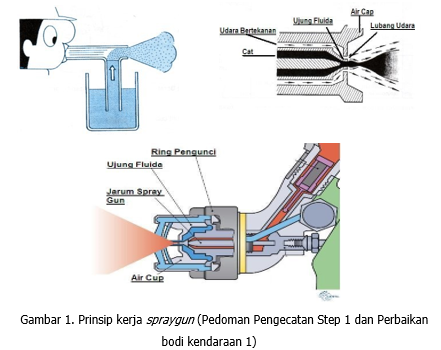 Air Cap
Ujung Fluida
Lubang Udara
Udara Bertekanan
Cat
Ring Pengunci
Ujung Fluida
Jarum Spray
Gun
Air Cup
Gambar 1. Prinsip kerja spraygun (Pedoman Pengecatan Step 1 dan Perbaikan
bodi kendaraan 1)